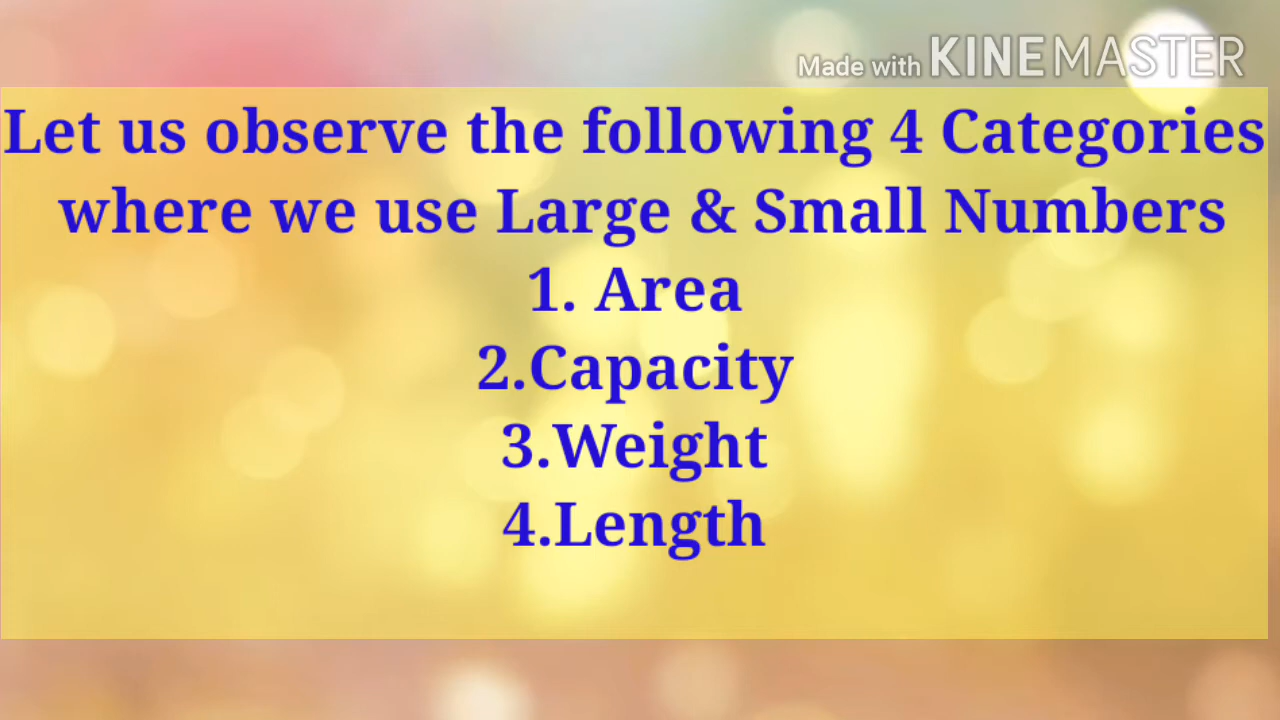 Made with KINEMASTER
Let us observe the following 4 Categories
where we use Large & Small Numbers
1. Area
2.Capacity
3.Weight
4.Length